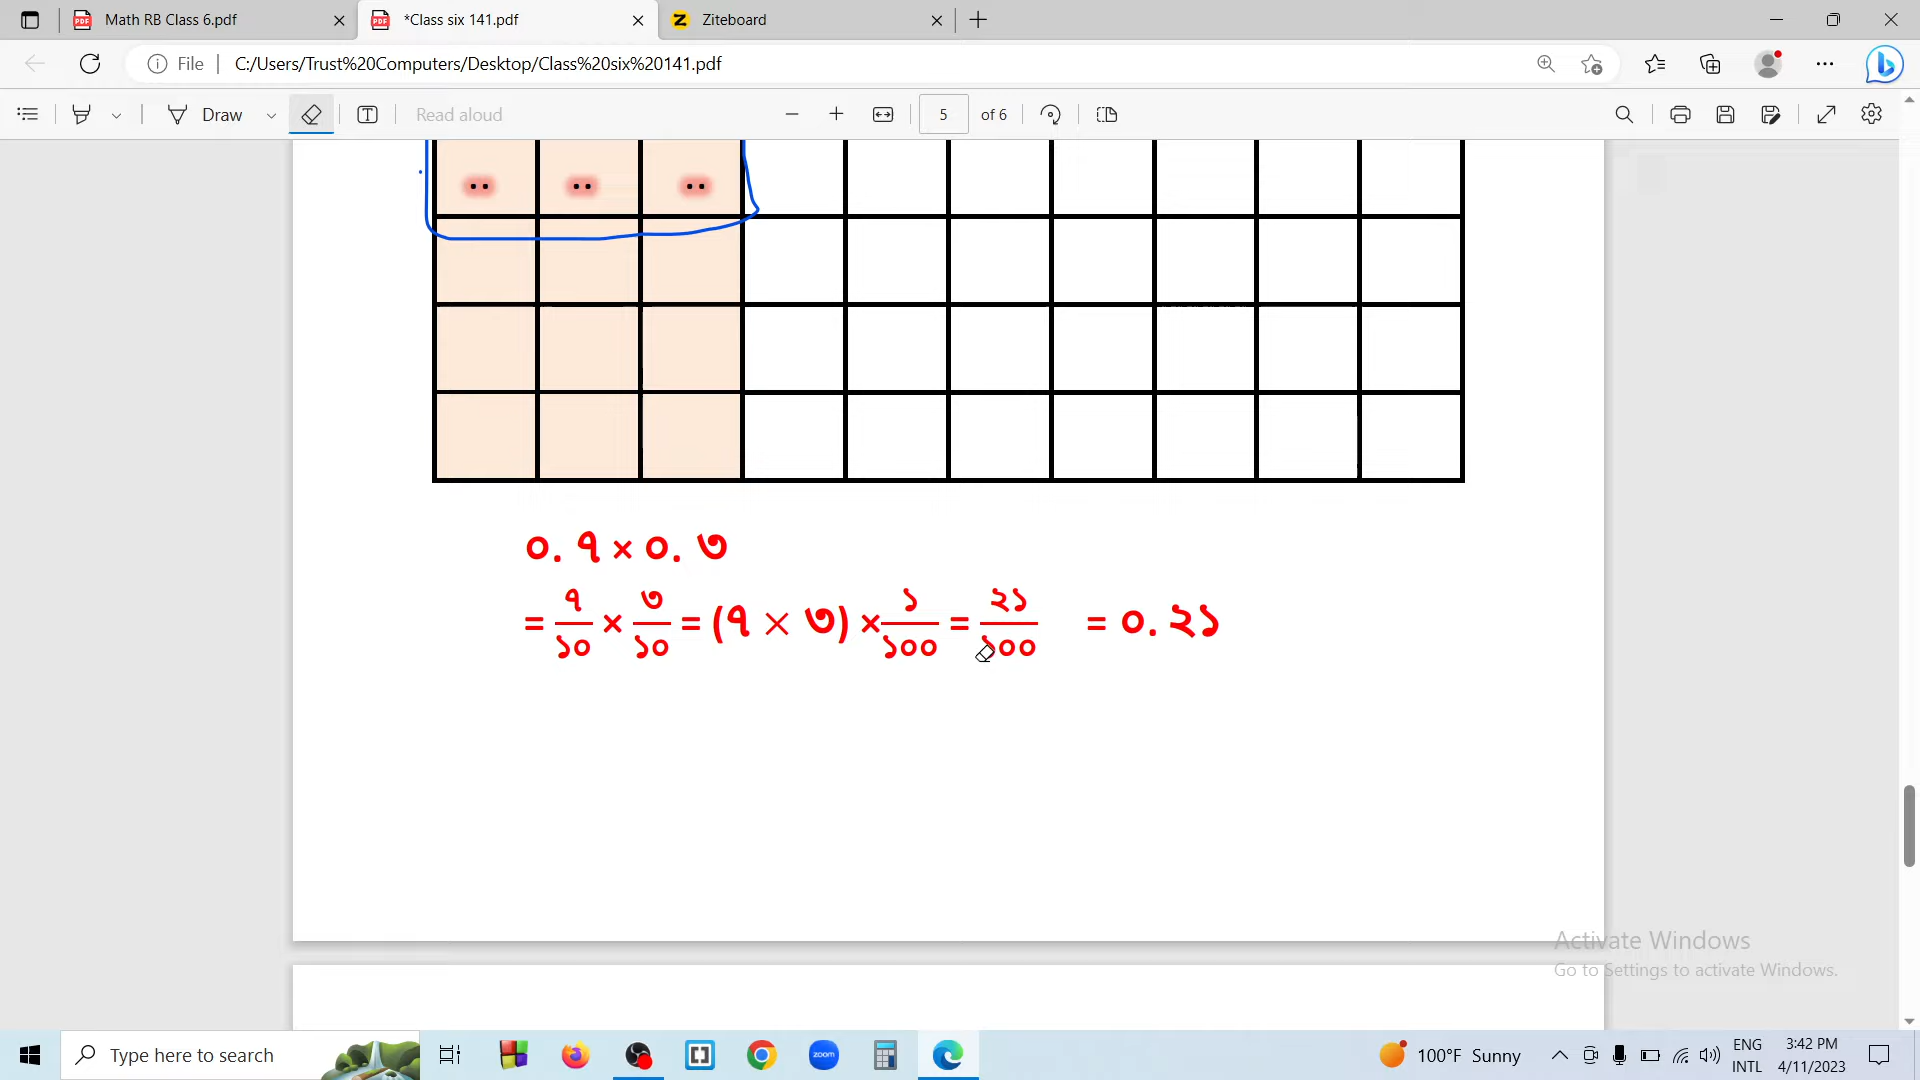 Math RB Class 6.pdf
*Class six 141.pdf
Ziteboard
File
C:/Users/Trust%20Computers/Desktop/Class%20six%20141.pdf
Draw
Read aloud
5
of 6
০. ৭ × ০. ৩
= ৭/১০ × ৩/১০ = (৭ × ৩) × ১/১০০ = ২১/১০০ = ০. ২১
Activate Windows
Go to Settings to activate Windows.
Type here to search
zoom
100°F Sunny
ENG
INTL
3:42 PM
4/11/2023